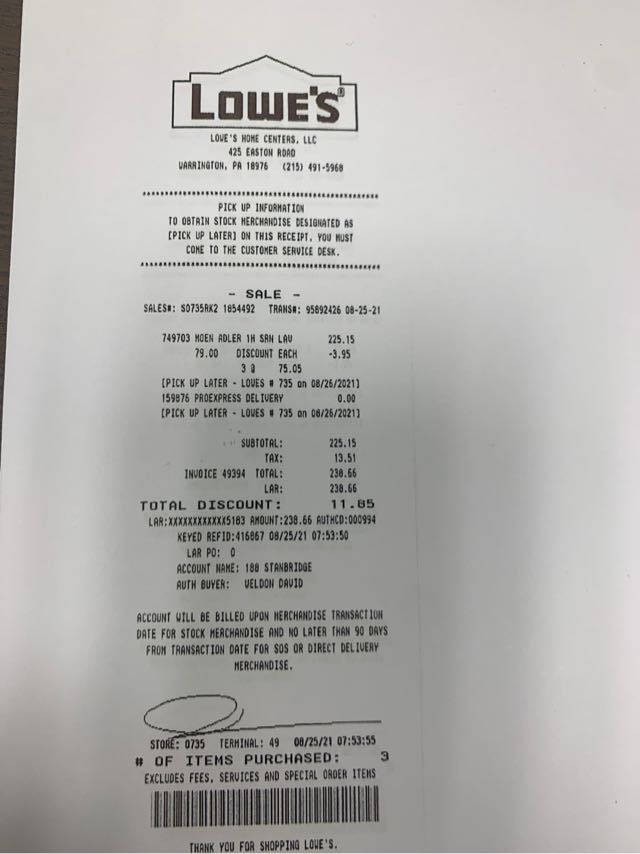 LOWE'S®
LOWE'S HOME CENTERS, LLC
425 EASTON ROAD
WARRINGTON, PA 18976 (215) 491-5968
PICK UP INFORMATION
TO OBTAIN STOCK MERCHANDISE DESIGNATED AS
[PICK UP LATER] ON THIS RECEIPT, YOU MUST
COME TO THE CUSTOMER SERVICE DESK.
- SALE -
SALES#: S0735RK2 1854492 TRANS#: 95892426 08-25-21
749703 MOEN ADLER 1H SRN LAV 225.15
79.00 DISCOUNT EACH -3.95
3 @ 75.05
[PICK UP LATER - LOWES # 735 on 08/26/2021]
159876 PROEXPRESS DELIVERY 0.00
[PICK UP LATER - LOWES # 735 on 08/26/2021]
SUBTOTAL: 225.15
TAX: 13.51
INVOICE 49394 TOTAL: 238.66
LAR: 238.66
TOTAL DISCOUNT: 11.85
LAR:XXXXXXXXXXXX5183 AMOUNT:238.66 AUTHCD:000994
KEYED REFID:416867 08/25/21 07:53:50
LAR PO: 0
ACCOUNT NAME: 188 STANBRIDGE
AUTH BUYER: WELDON DAVID
ACCOUNT WILL BE BILLED UPON MERCHANDISE TRANSACTION
DATE FOR STOCK MERCHANDISE AND NO LATER THAN 90 DAYS
FROM TRANSACTION DATE FOR SOS OR DIRECT DELIVERY
MERCHANDISE.
STORE: 0735 TERMINAL: 49 08/25/21 07:53:55
# OF ITEMS PURCHASED: 3
EXCLUDES FEES, SERVICES AND SPECIAL ORDER ITEMS
THANK YOU FOR SHOPPING LOWE'S.